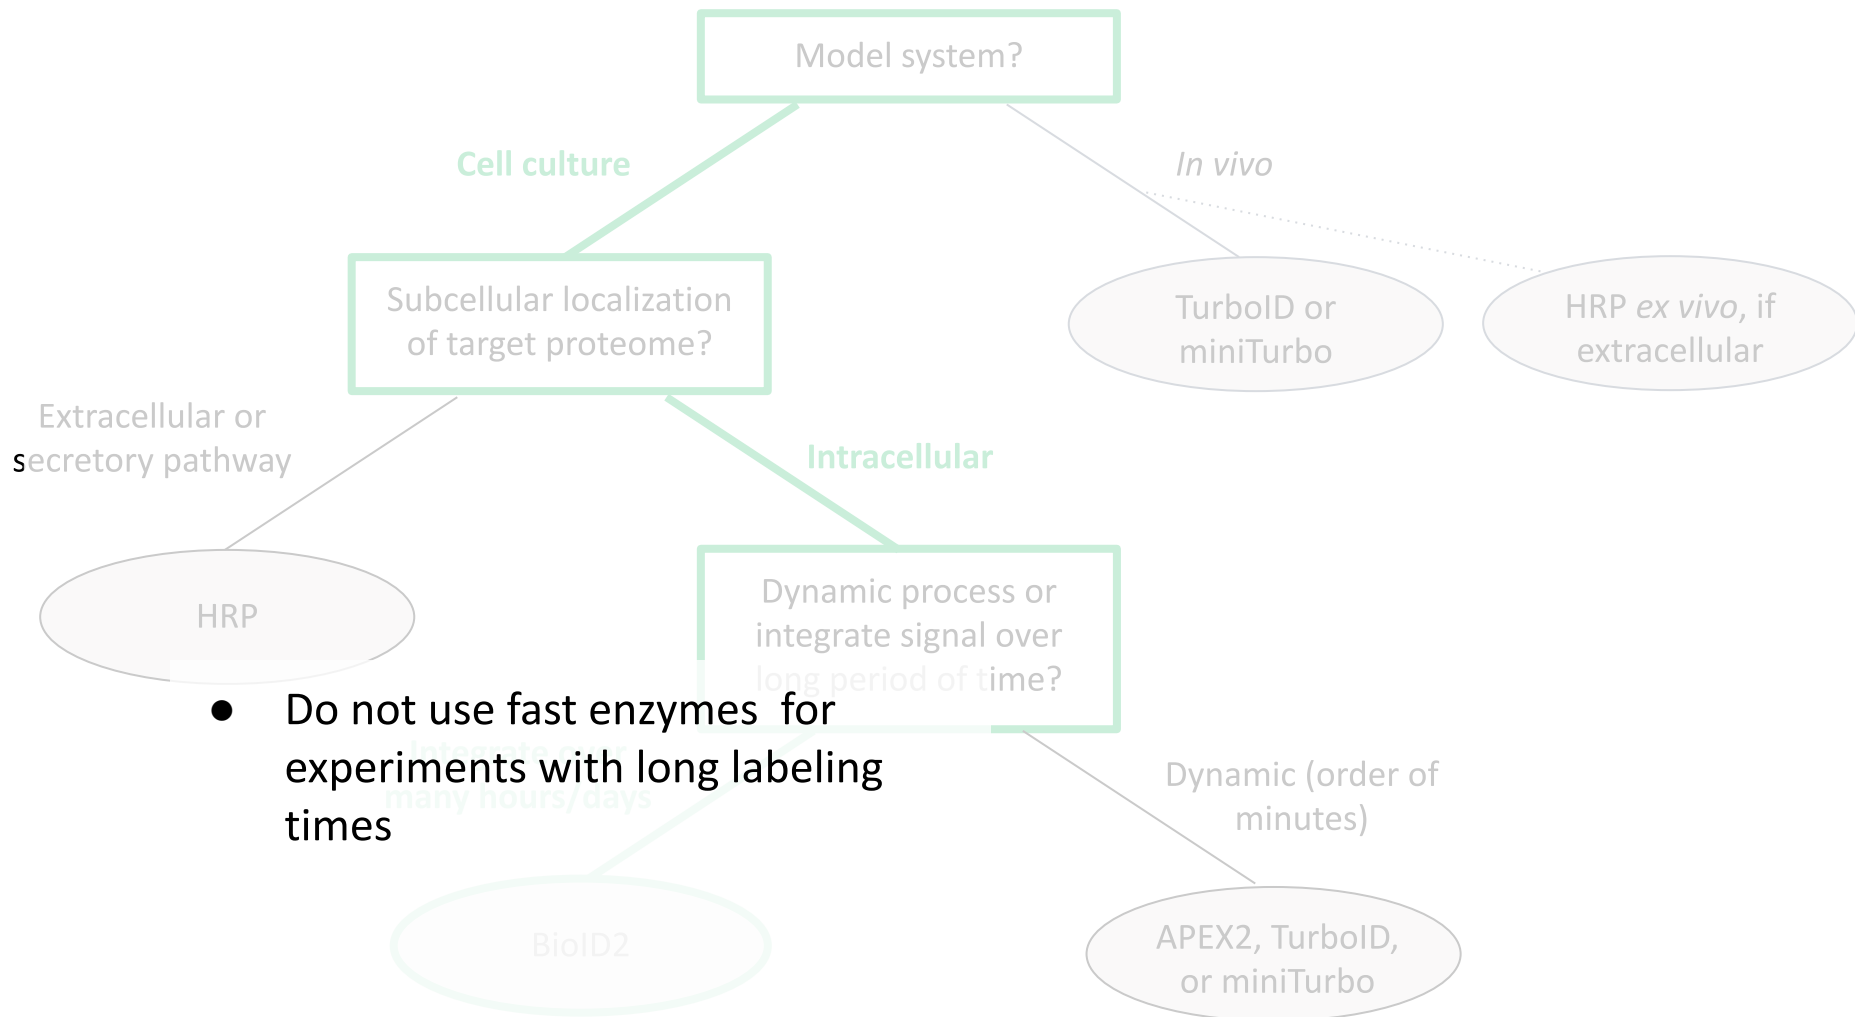 Model system?
Cell culture
In vivo
Subcellular localization
of target proteome?
TurboID or
miniTurbo
HRP ex vivo, if
extracellular
Extracellular or
secretory pathway
Intracellular
HRP
Dynamic process or
integrate signal over
long period of time?
● Do not use fast enzymes for
experiments with long labeling
times
Integrate over
many hours/days
Dynamic (order of
minutes)
BioID2
APEX2, TurboID,
or miniTurbo